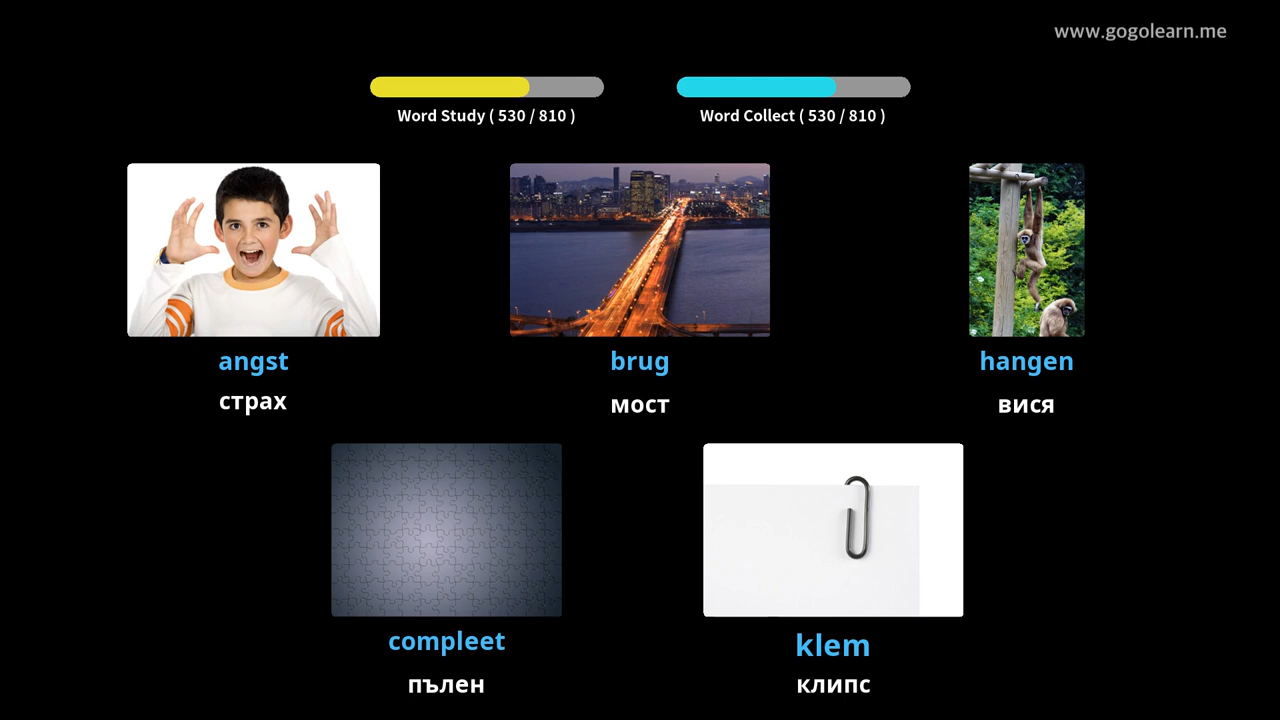 www.gogolearn.me
Word Study ( 530 / 810 )
Word Collect ( 530 / 810 )
angst
страх
brug
мост
hangen
вися
compleet
пълен
klem
клипс